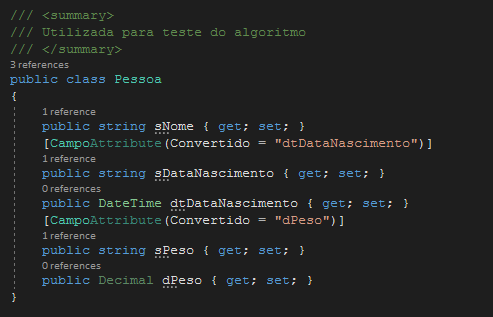 /// <summary>
/// Utilizada para teste do algoritmo
/// </summary>
3 references
public class Pessoa
{
1 reference
public string sNome { get; set; }
[CampoAttribute(Convertido = "dtDataNascimento")]
1 reference
public string sDataNascimento { get; set; }
0 references
public DateTime dtDataNascimento { get; set; }
[CampoAttribute(Convertido = "dPeso")]
1 reference
public string sPeso { get; set; }
0 references
public Decimal dPeso { get; set; }
}